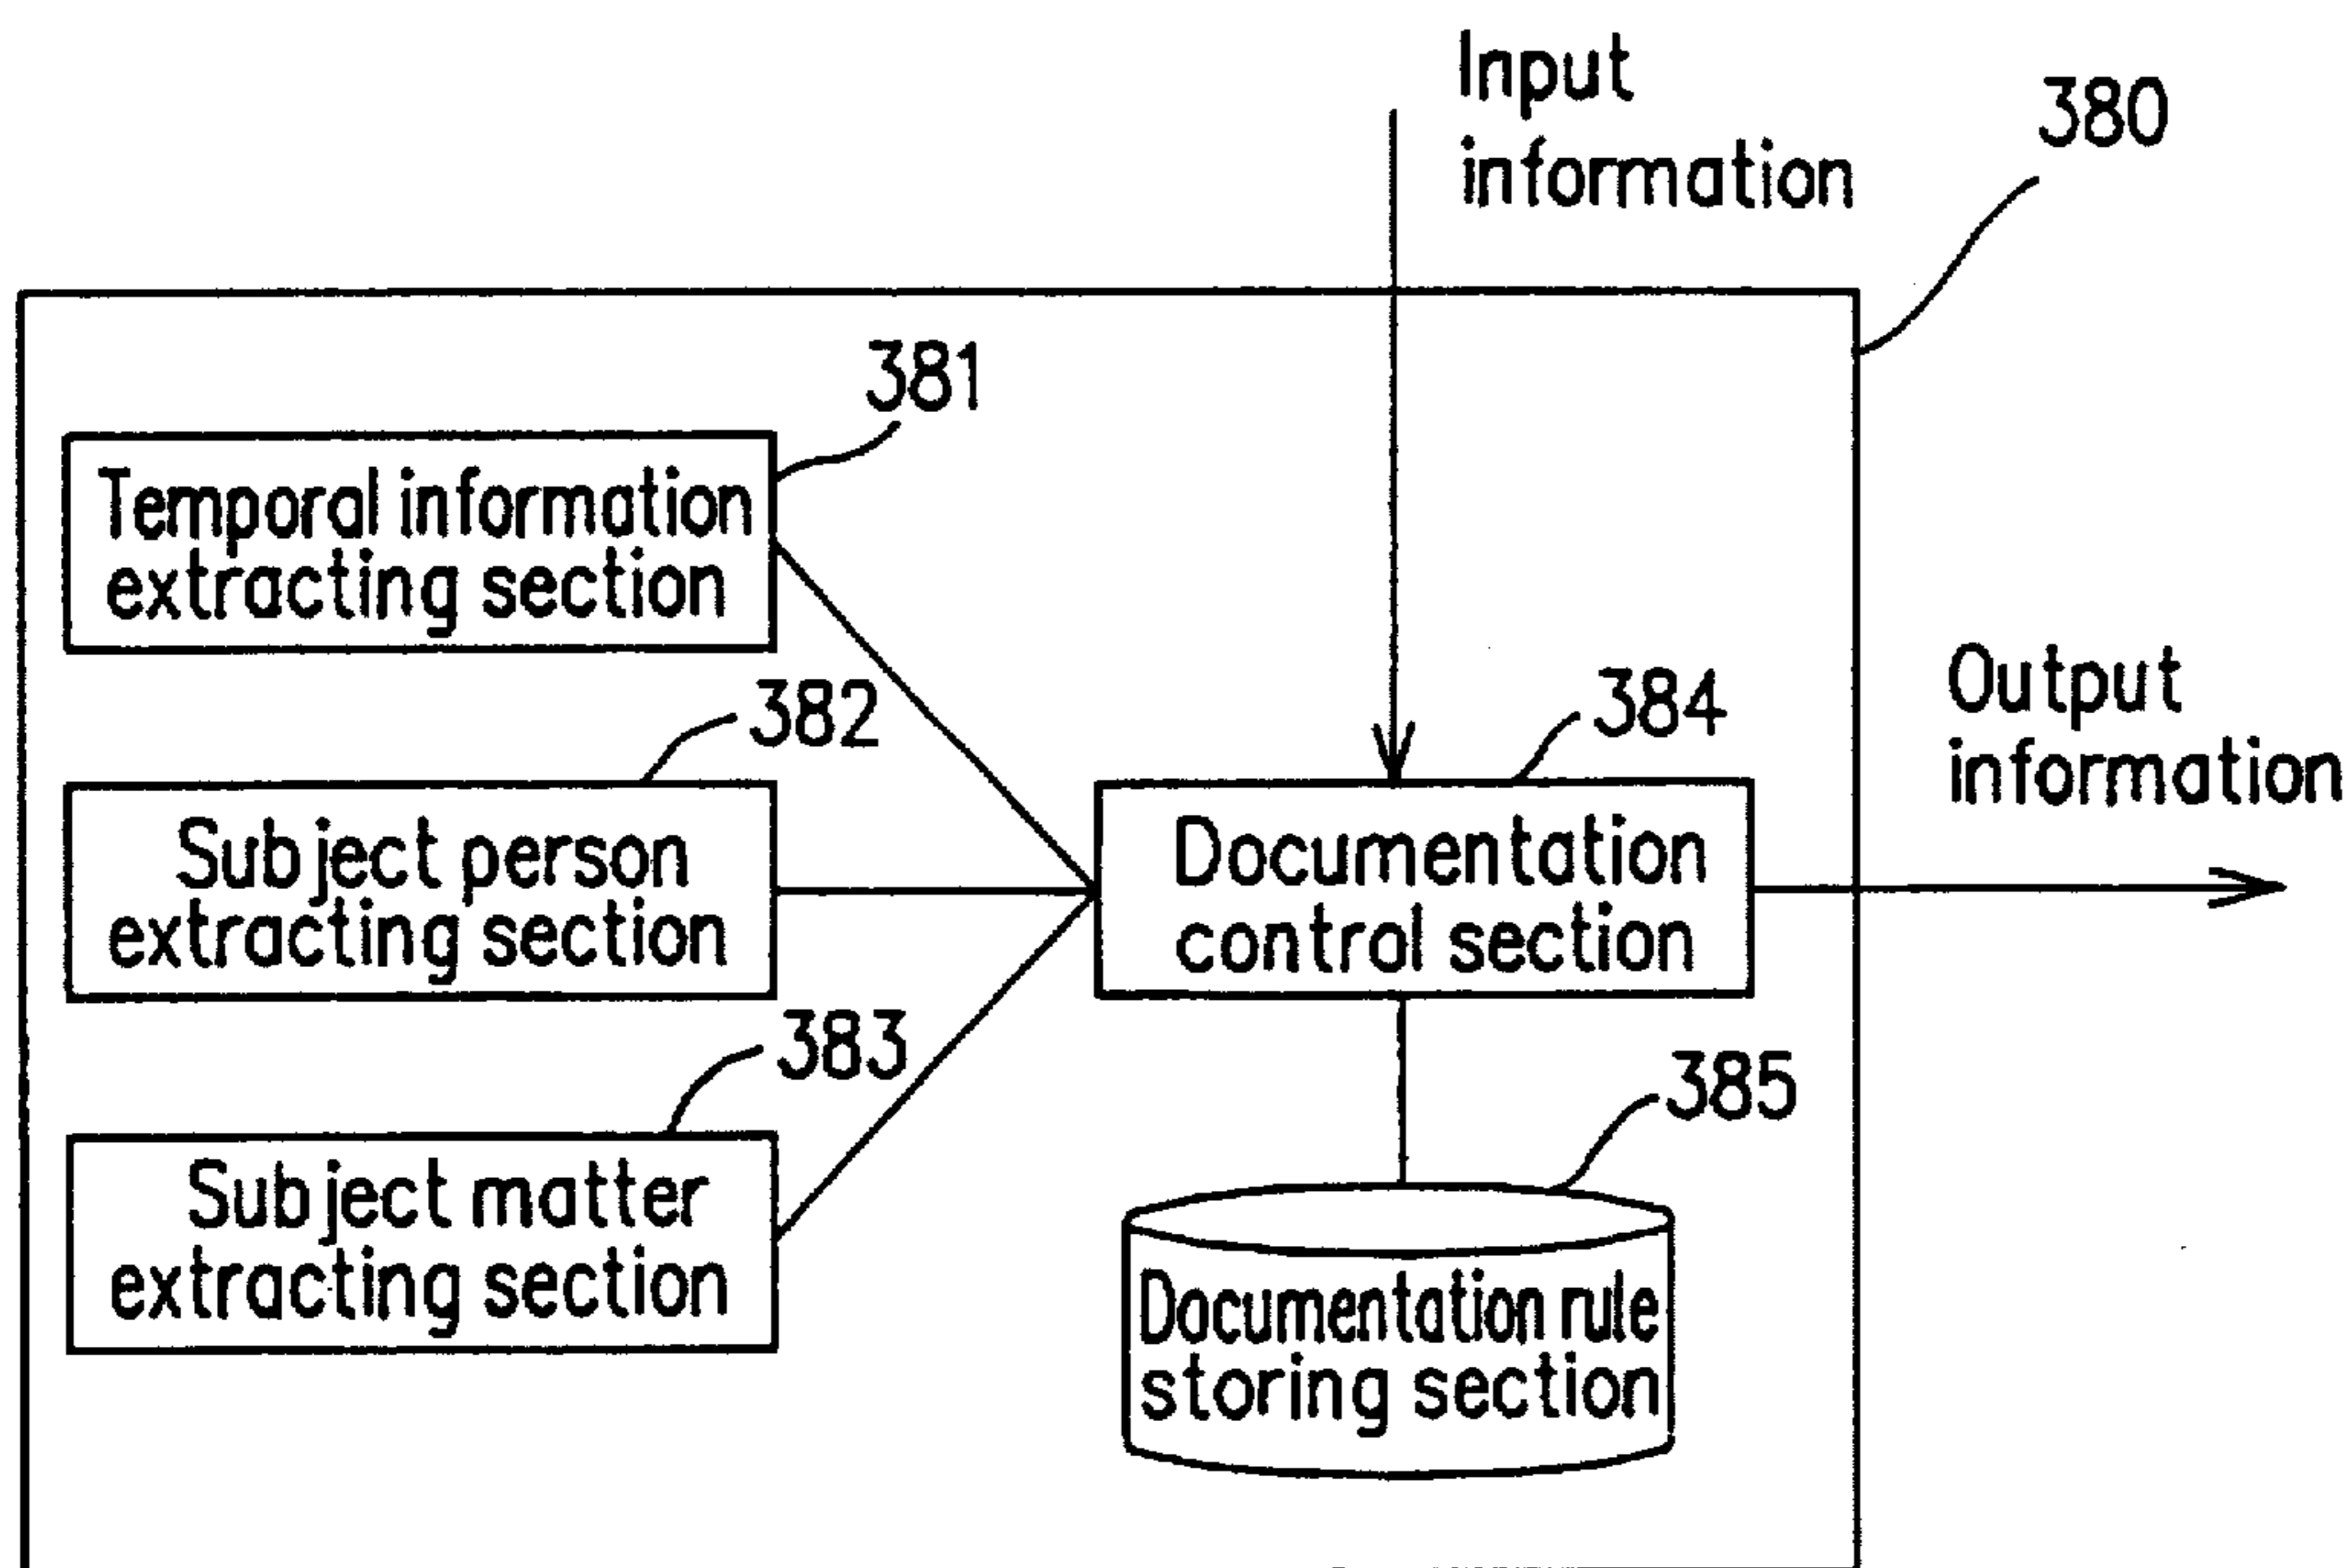 Input
information
380
381
Temporal information
extracting section
382
Subject person
extracting section
383
Subject matter
extracting section
384
Documentation
control section
Output
information
385
Documentation rule
storing section